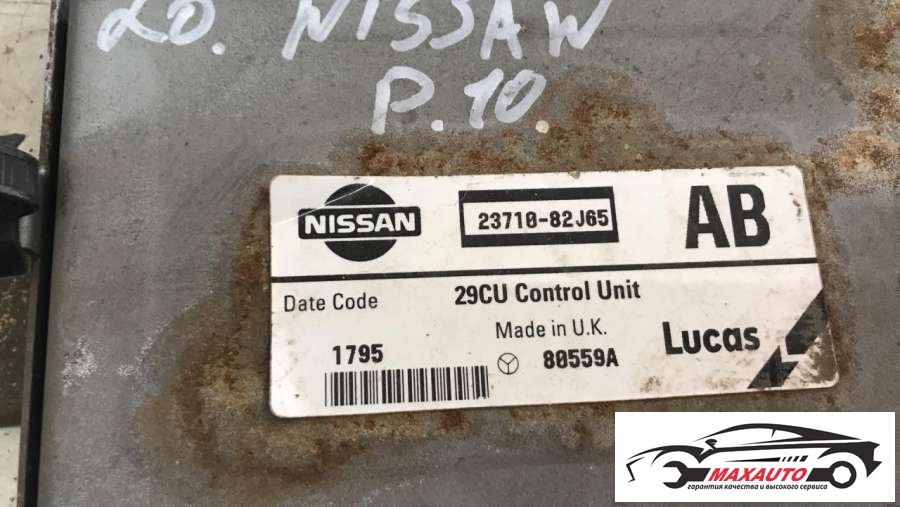 20. NISSAN
P.10.
NISSAN
23710-82J65
AB
Date Code
29CU Control Unit
Made in U.K.
1795
80559A
Lucas
MAXAUTO
гарантия качества и высокого сервиса